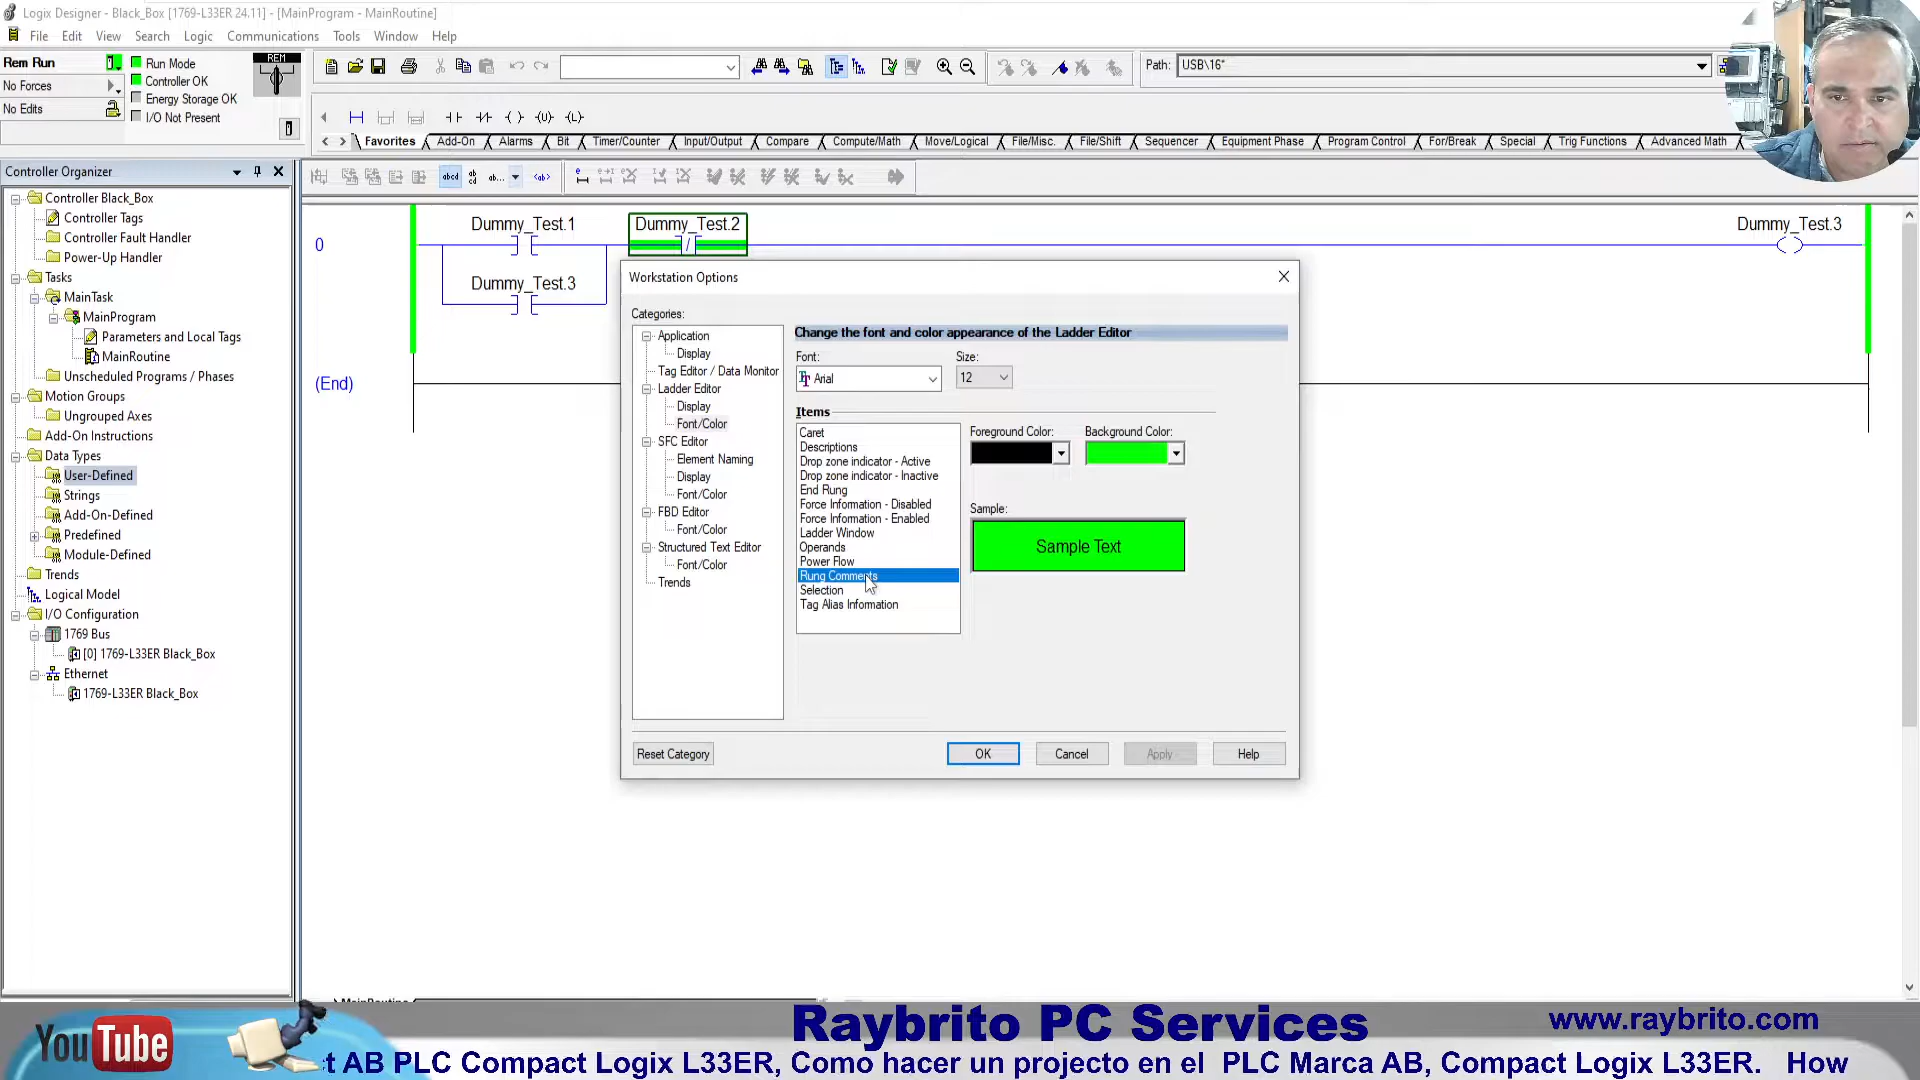 Logix Designer - Black_Box [1769-L33ER 24.11] - [MainProgram - MainRoutine]
File Edit View Search Logic Communications Tools Window Help
Rem Run
No Forces
No Edits
Run Mode
Controller OK
Energy Storage OK
I/O Not Present
REM
Path: USB\16*
Favorites Add-On Alarms Bit Timer/Counter Input/Output Compare Compute/Math Move/Logical File/Misc. File/Shift Sequencer Equipment Phase Program Control For/Break Special Trig Functions Advanced Math
Controller Organizer
Controller Black_Box
Controller Tags
Controller Fault Handler
Power-Up Handler
Tasks
MainTask
MainProgram
Parameters and Local Tags
MainRoutine
Unscheduled Programs / Phases
Motion Groups
Ungrouped Axes
Add-On Instructions
Data Types
User-Defined
Strings
Add-On-Defined
Predefined
Module-Defined
Trends
Logical Model
I/O Configuration
1769 Bus
[0] 1769-L33ER Black_Box
Ethernet
1769-L33ER Black_Box
Dummy_Test.1
Dummy_Test.2
Dummy_Test.3
0
Dummy_Test.3
(End)
Workstation Options
Categories:
Application
Display
Tag Editor / Data Monitor
Ladder Editor
Display
Font/Color
SFC Editor
Element Naming
Display
Font/Color
FBD Editor
Font/Color
Structured Text Editor
Font/Color
Trends
Change the font and color appearance of the Ladder Editor
Font:
Size:
Arial
12
Items
Caret
Descriptions
Drop zone indicator - Active
Drop zone indicator - Inactive
End Rung
Force Information - Disabled
Force Information - Enabled
Ladder Window
Operands
Power Flow
Rung Comments
Selection
Tag Alias Information
Foreground Color:
Background Color:
Sample:
Sample Text
Reset Category
OK
Cancel
Apply
Help
MainRoutine
YouTube
Raybrito PC Services
www.raybrito.com
ct AB PLC Compact Logix L33ER, Como hacer un projecto en el PLC Marca AB, Compact Logix L33ER. How